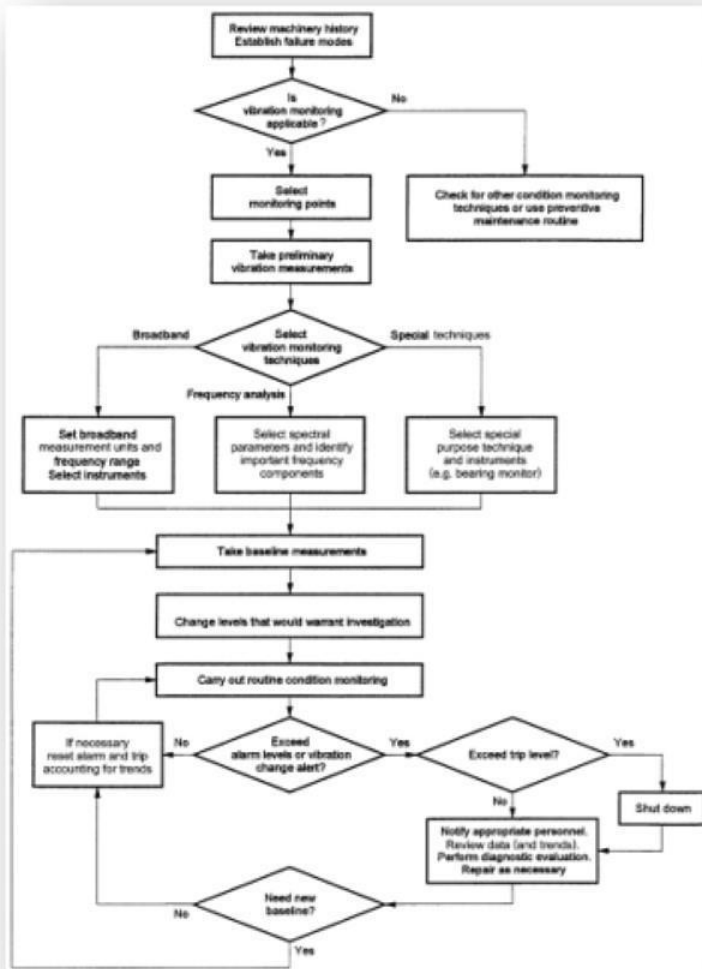 Review machinery history
Establish failure modes
Is
vibration monitoring
applicable?
No
Yes
Select
monitoring points
Check for other condition monitoring
techniques or use preventive
maintenance routine
Take preliminary
vibration measurements
Broadband
Select
vibration monitoring
techniques
Special techniques
Frequency analysis
Set broadband
measurement units and
frequency range
Select instruments
Select spectral
parameters and identify
important frequency
components
Select special
purpose technique
and instruments
(e.g. bearing monitor)
Take baseline measurements
Change levels that would warrant investigation
Carry out routine condition monitoring
If necessary
reset alarm and trip
accounting for trends
No
Exceed
alarm levels or vibration
change alert?
Yes
Exceed trip level?
Yes
No
Shut down
Notify appropriate personnel.
Review data (and trends).
Perform diagnostic evaluation.
Repair as necessary
Need new
baseline?
No
Yes